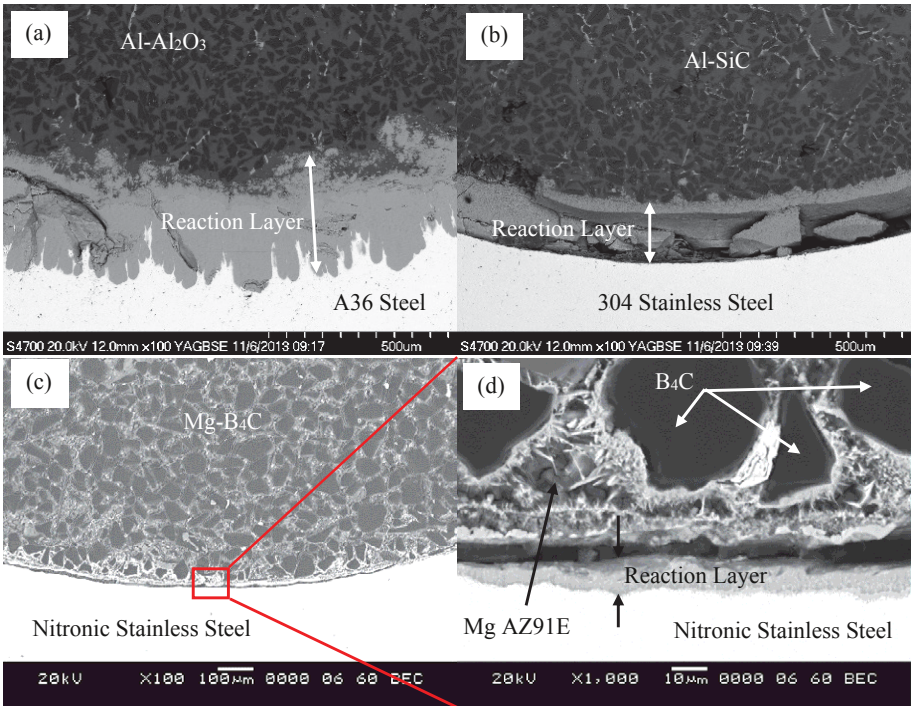 (a)
Al-Al₂O₃
Reaction Layer
A36 Steel
S4700 20.0kV 12.0mm x100 YAGBSE 11/6/2013 09:17 500um
(b)
Al-SiC
Reaction Layer
304 Stainless Steel
S4700 20.0kV 12.0mm x100 YAGBSE 11/6/2013 09:39 500um
(c)
Mg-B₄C
Nitronic Stainless Steel
20kV X100 100µm 0000 06 60 BEC
(d)
B₄C
Reaction Layer
Mg AZ91E
Nitronic Stainless Steel
20kV X1,000 10µm 0000 06 60 BEC